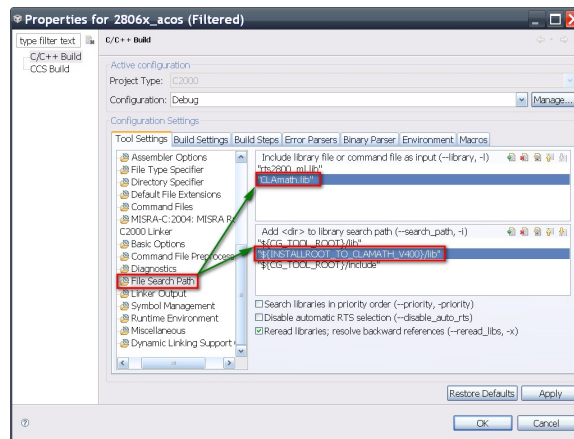 Properties for 2806x_acos (Filtered)
type filter text
C/C++ Build
CCS Build
C/C++ Build
Active configuration
Project Type: C2000
Configuration: Debug
Manage...
Configuration Settings
Tool Settings Build Settings Build Steps Error Parsers Binary Parser Environment Macros
Assembler Options
File Type Specifier
Directory Specifier
Default File Extensions
Command Files
MISRA-C:2004: MISRA R
C2000 Linker
Basic Options
Command File Preprocess
Diagnostics
File Search Path
Linker Output
Symbol Management
Runtime Environment
Miscellaneous
Dynamic Linking Support
Include library file or command file as input (--library, -l)
"rts2800_ml.lib"
"CLAmath.lib"
Add <dir> to library search path (--search_path, -i)
"${CG_TOOL_ROOT}/lib"
"${INSTALLROOT_TO_CLAMATH_V400}/lib"
"${CG_TOOL_ROOT}/include"
Search libraries in priority order (--priority, -priority)
Disable automatic RTS selection (--disable_auto_rts)
Reread libraries; resolve backward references (--reread_libs, -x)
Restore Defaults
Apply
OK
Cancel